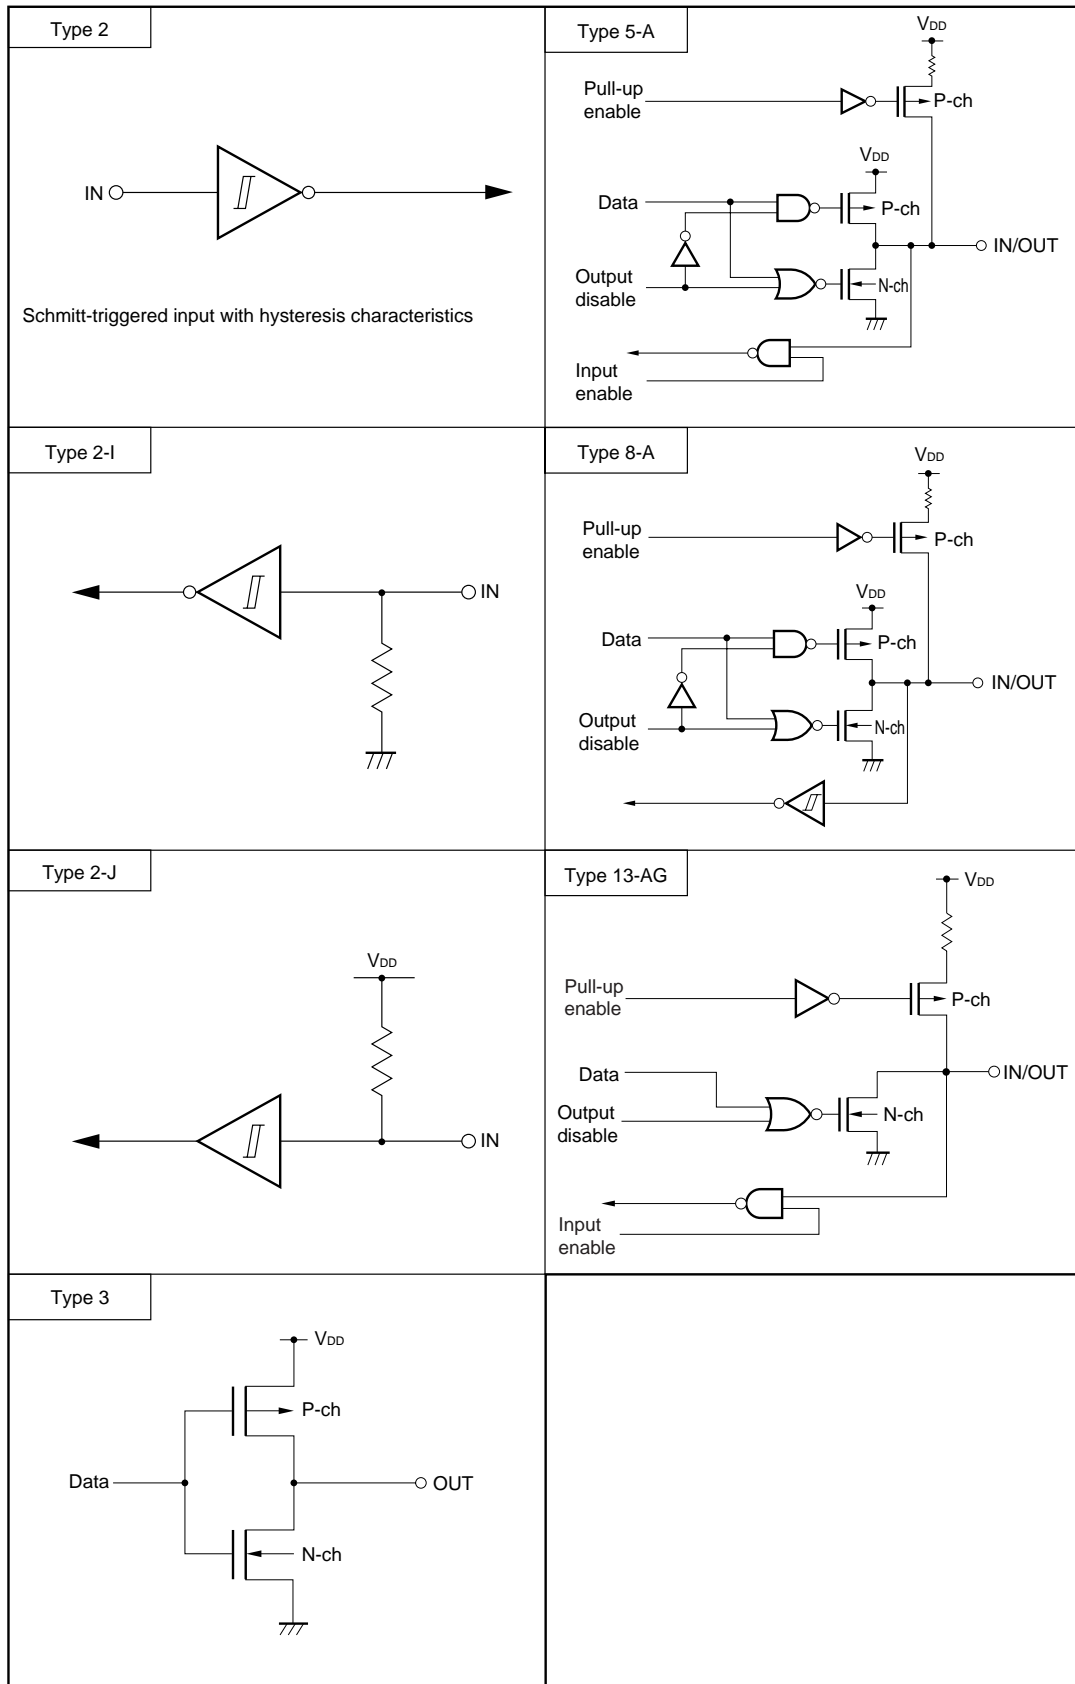 Type 2
IN
Schmitt-triggered input with hysteresis characteristics
Type 5-A
VDD
Pull-up
enable
P-ch
VDD
Data
P-ch
IN/OUT
Output
disable
N-ch
Input
enable
Type 2-I
IN
Type 8-A
VDD
Pull-up
enable
P-ch
VDD
Data
P-ch
IN/OUT
Output
disable
N-ch
Type 2-J
VDD
IN
Type 13-AG
VDD
Pull-up
enable
P-ch
Data
IN/OUT
Output
disable
N-ch
Input
enable
Type 3
VDD
P-ch
Data
OUT
N-ch